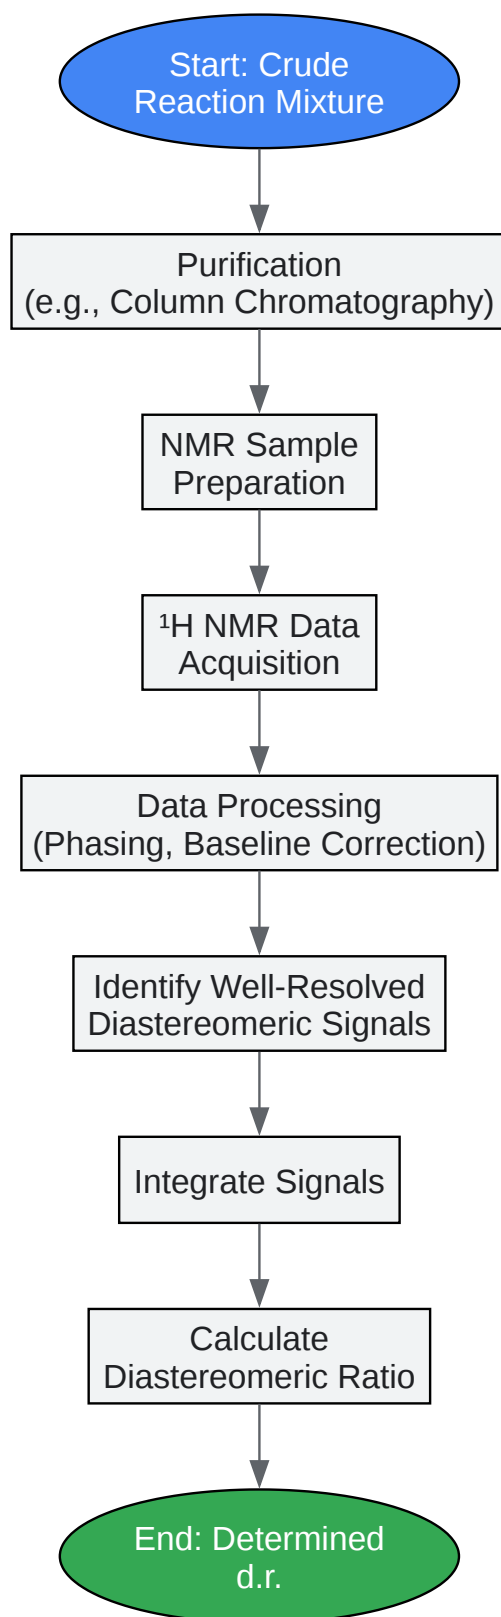 Start: Crude
Reaction Mixture
Purification
(e.g., Column Chromatography)
NMR Sample
Preparation
¹H NMR Data
Acquisition
Data Processing
(Phasing, Baseline Correction)
Identify Well-Resolved
Diastereomeric Signals
Integrate Signals
Calculate
Diastereomeric Ratio
End: Determined
d.r.